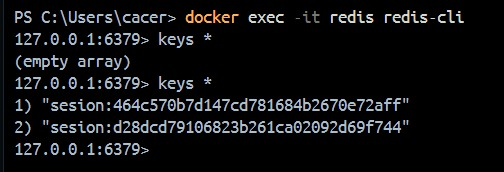 PS C:\Users\cacer> docker exec -it redis redis-cli
127.0.0.1:6379> keys *
(empty array)
127.0.0.1:6379> keys *
1) "sesion:464c570b7d147cd781684b2670e72aff"
2) "sesion:d28dcd79106823b261ca02092d69f744"
127.0.0.1:6379>